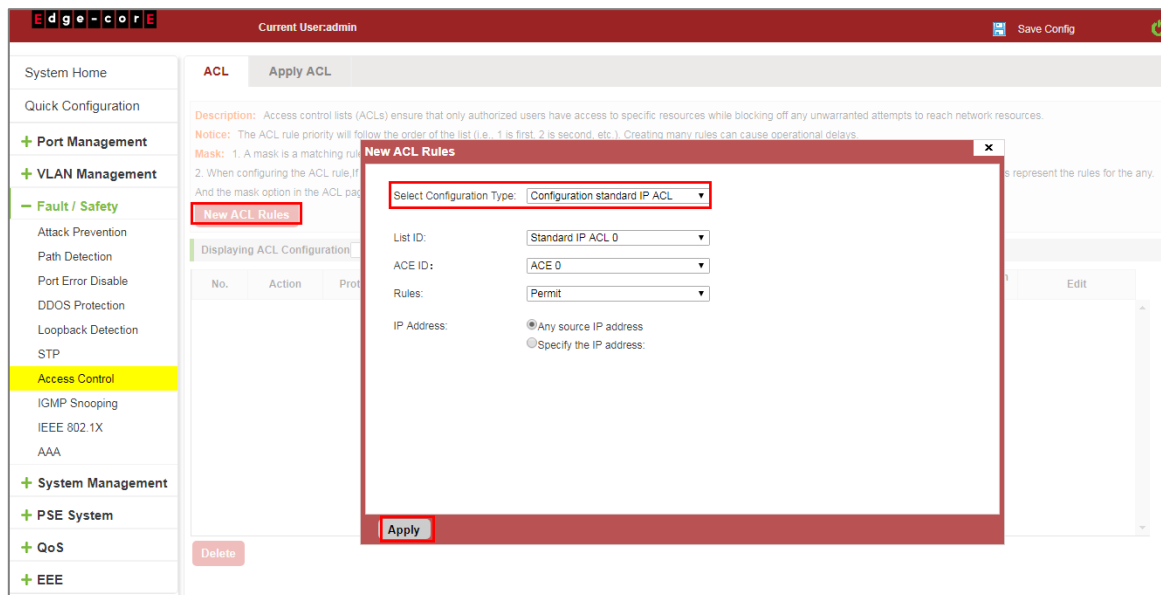 Edge-corE
Current User:admin
Save Config
System Home
Quick Configuration
+ Port Management
+ VLAN Management
− Fault / Safety
Attack Prevention
Path Detection
Port Error Disable
DDOS Protection
Loopback Detection
STP
Access Control
IGMP Snooping
IEEE 802.1X
AAA
+ System Management
+ PSE System
+ QoS
+ EEE
ACL Apply ACL
Description: Access control lists (ACLs) ensure that only authorized users have access to specific resources while blocking off any unwarranted attempts to reach network resources.
Notice: The ACL rule priority will follow the order of the list (i.e., 1 is first, 2 is second, etc.). Creating many rules can cause operational delays.
Mask: 1. A mask is a matching rule
2. When configuring the ACL rule,If
s represent the rules for the any.
And the mask option in the ACL pag
New ACL Rules
Displaying ACL Configuration
No. Action Prot Edit
Delete
New ACL Rules ×
Select Configuration Type: Configuration standard IP ACL
List ID: Standard IP ACL 0
ACE ID: ACE 0
Rules: Permit
IP Address: Any source IP address
Specify the IP address:
Apply